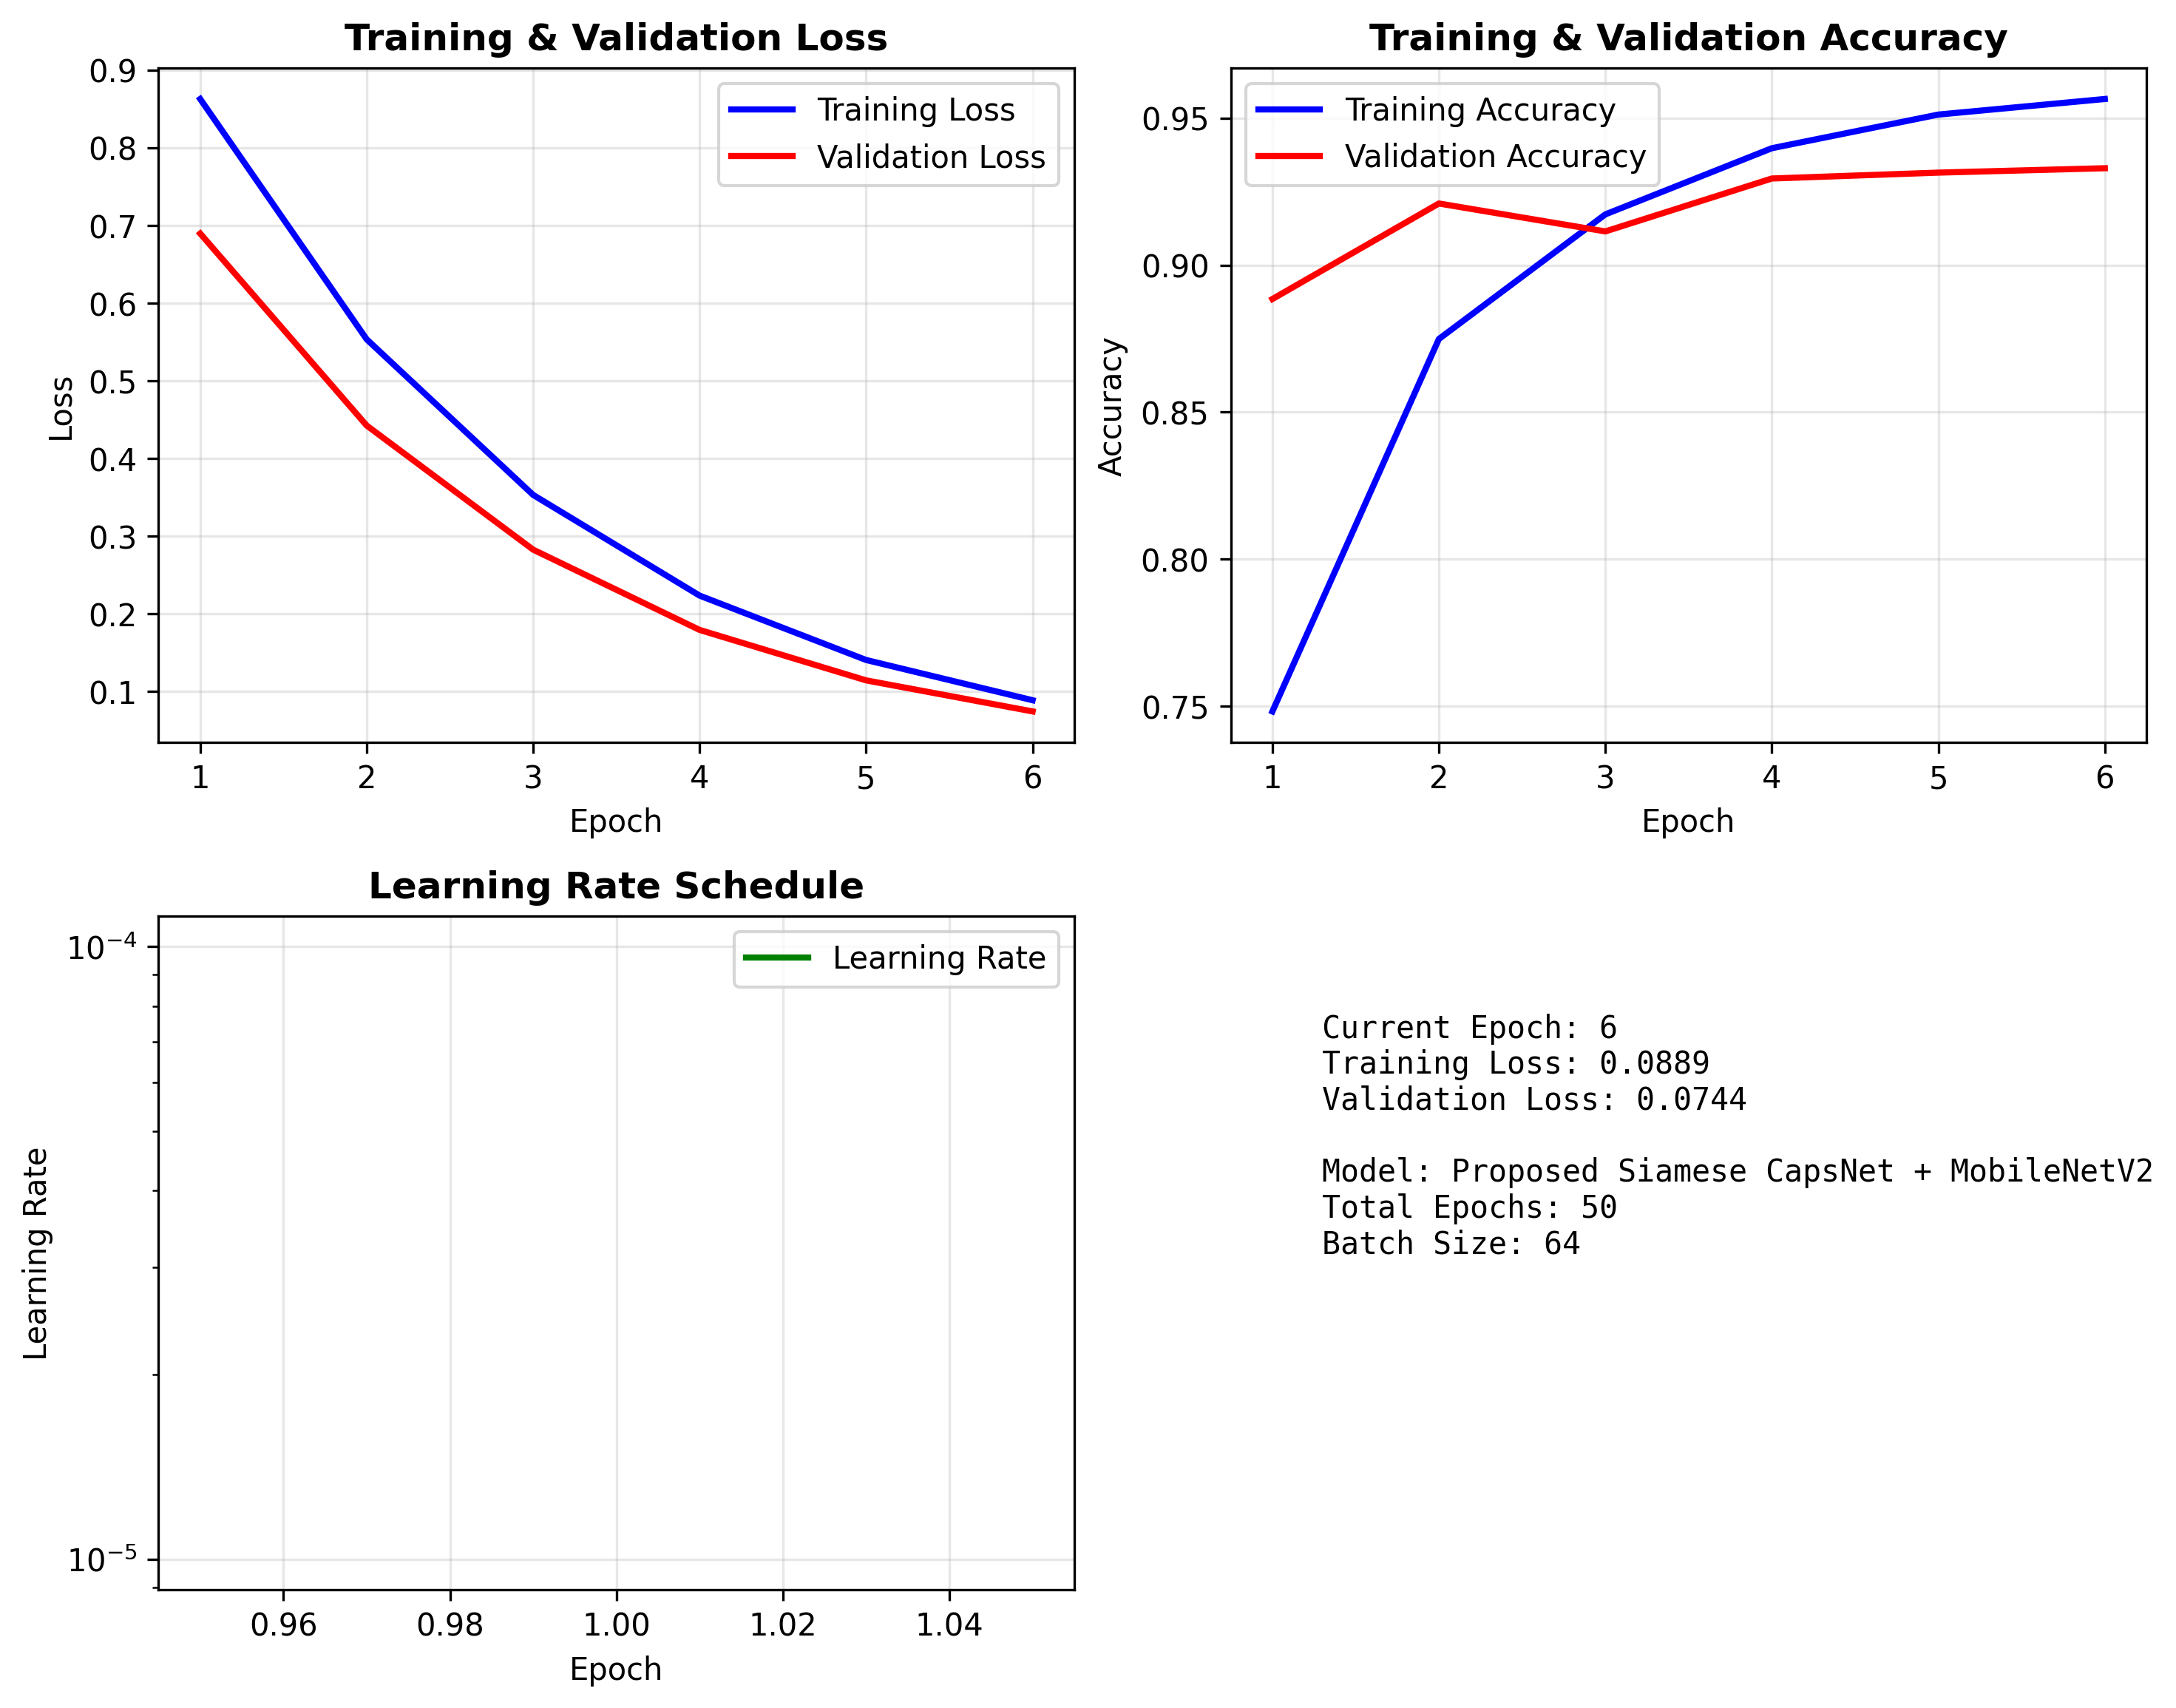 Training & Validation Loss
0.9
0.8
0.7
0.6
0.5
0.4
0.3
0.2
0.1
Loss
Training Loss
Validation Loss
1 2 3 4 5 6
Epoch
Training & Validation Accuracy
0.95
0.90
0.85
0.80
0.75
Accuracy
Training Accuracy
Validation Accuracy
1 2 3 4 5 6
Epoch
Learning Rate Schedule
10⁻⁴
10⁻⁵
Learning Rate
Learning Rate
0.96 0.98 1.00 1.02 1.04
Epoch
Current Epoch: 6
Training Loss: 0.0889
Validation Loss: 0.0744
Model: Proposed Siamese CapsNet + MobileNetV2
Total Epochs: 50
Batch Size: 64